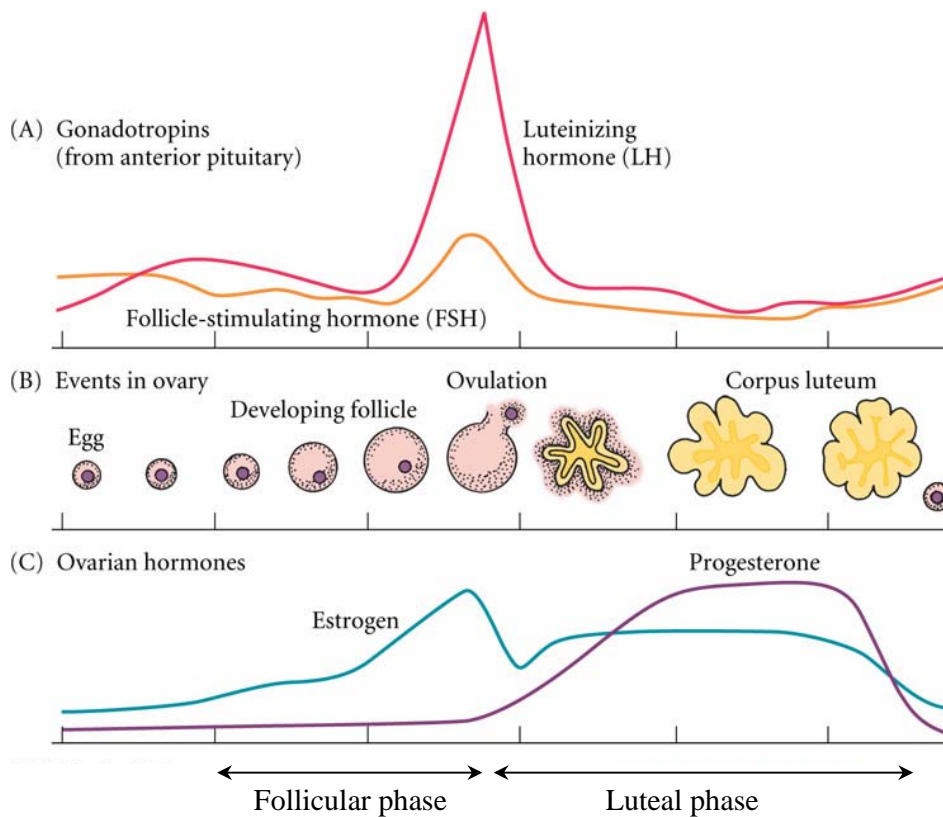 (A) Gonadotropins
(from anterior pituitary)
Luteinizing
hormone (LH)
Follicle-stimulating hormone (FSH)
(B) Events in ovary
Ovulation
Corpus luteum
Developing follicle
Egg
(C) Ovarian hormones
Progesterone
Estrogen
Follicular phase
Luteal phase